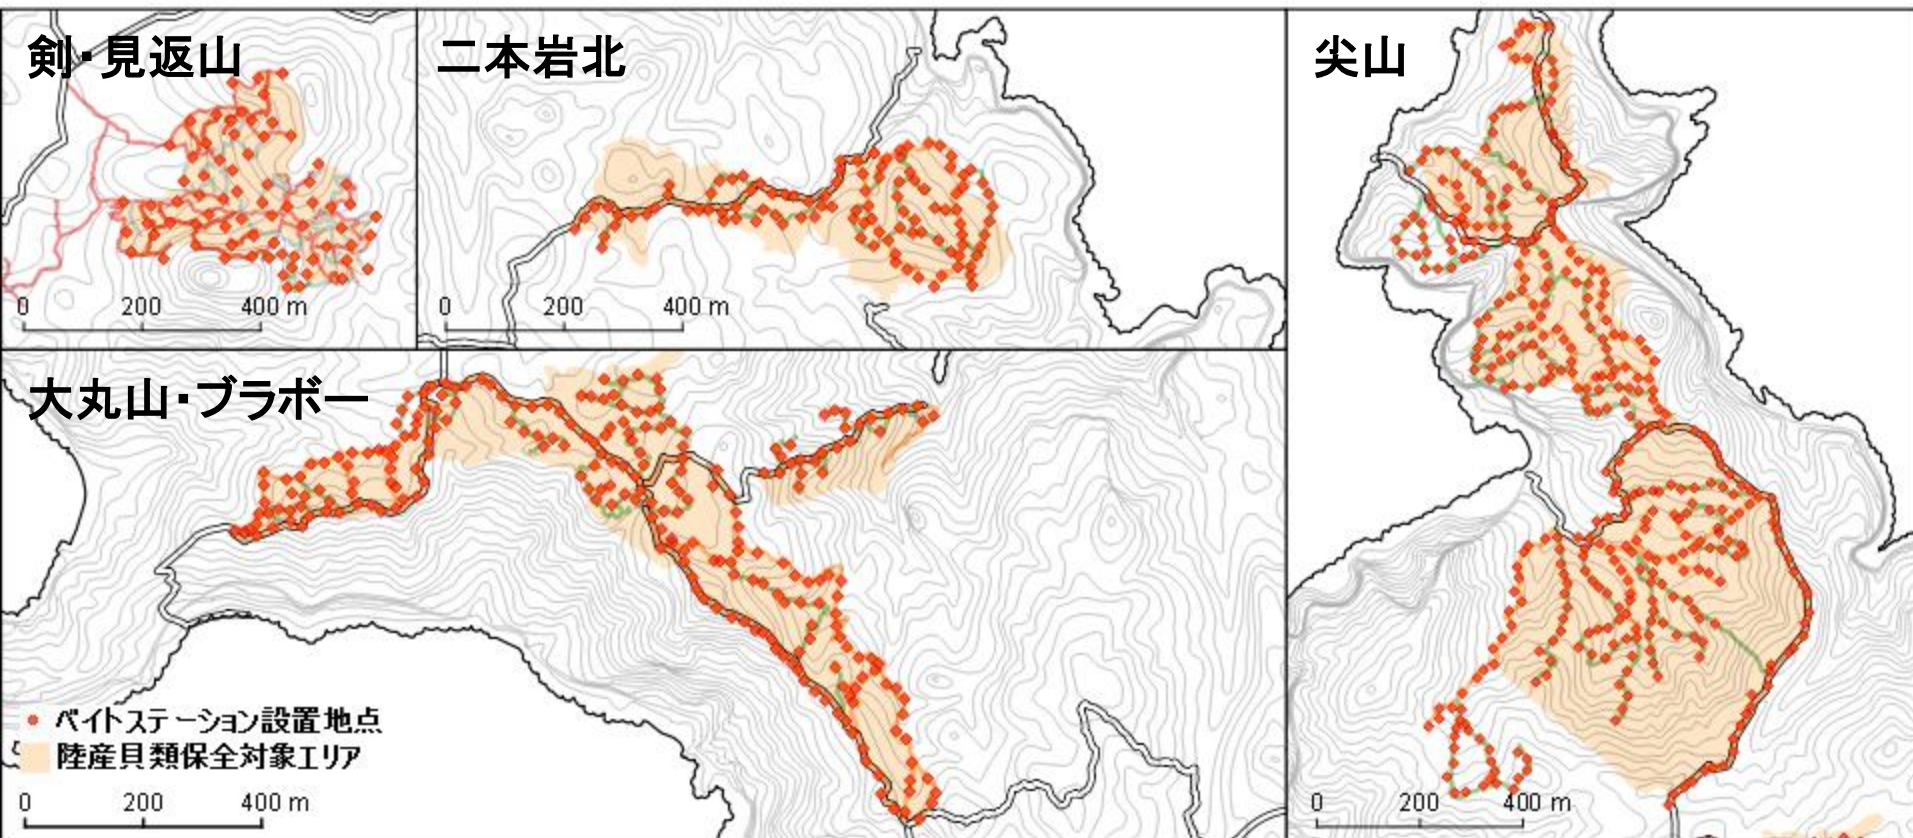 剣・見返山
0 200 400 m
二本岩北
0 200 400 m
尖山
0 200 400 m
大丸山・ブラボー
ベイトステーション設置地点
陸産貝類保全対象エリア
0 200 400 m